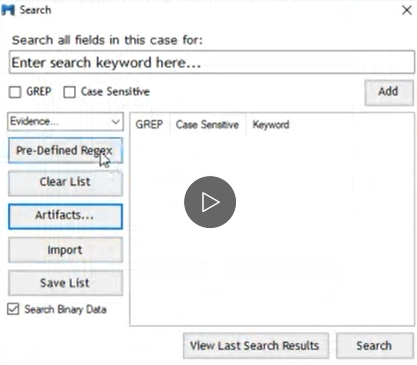 Search
Search all fields in this case for:
Enter search keyword here...
GREP Case Sensitive
Add
Evidence...
GREP Case Sensitive Keyword
Pre-Defined Regex
Clear List
Artifacts...
Import
Save List
Search Binary Data
View Last Search Results Search